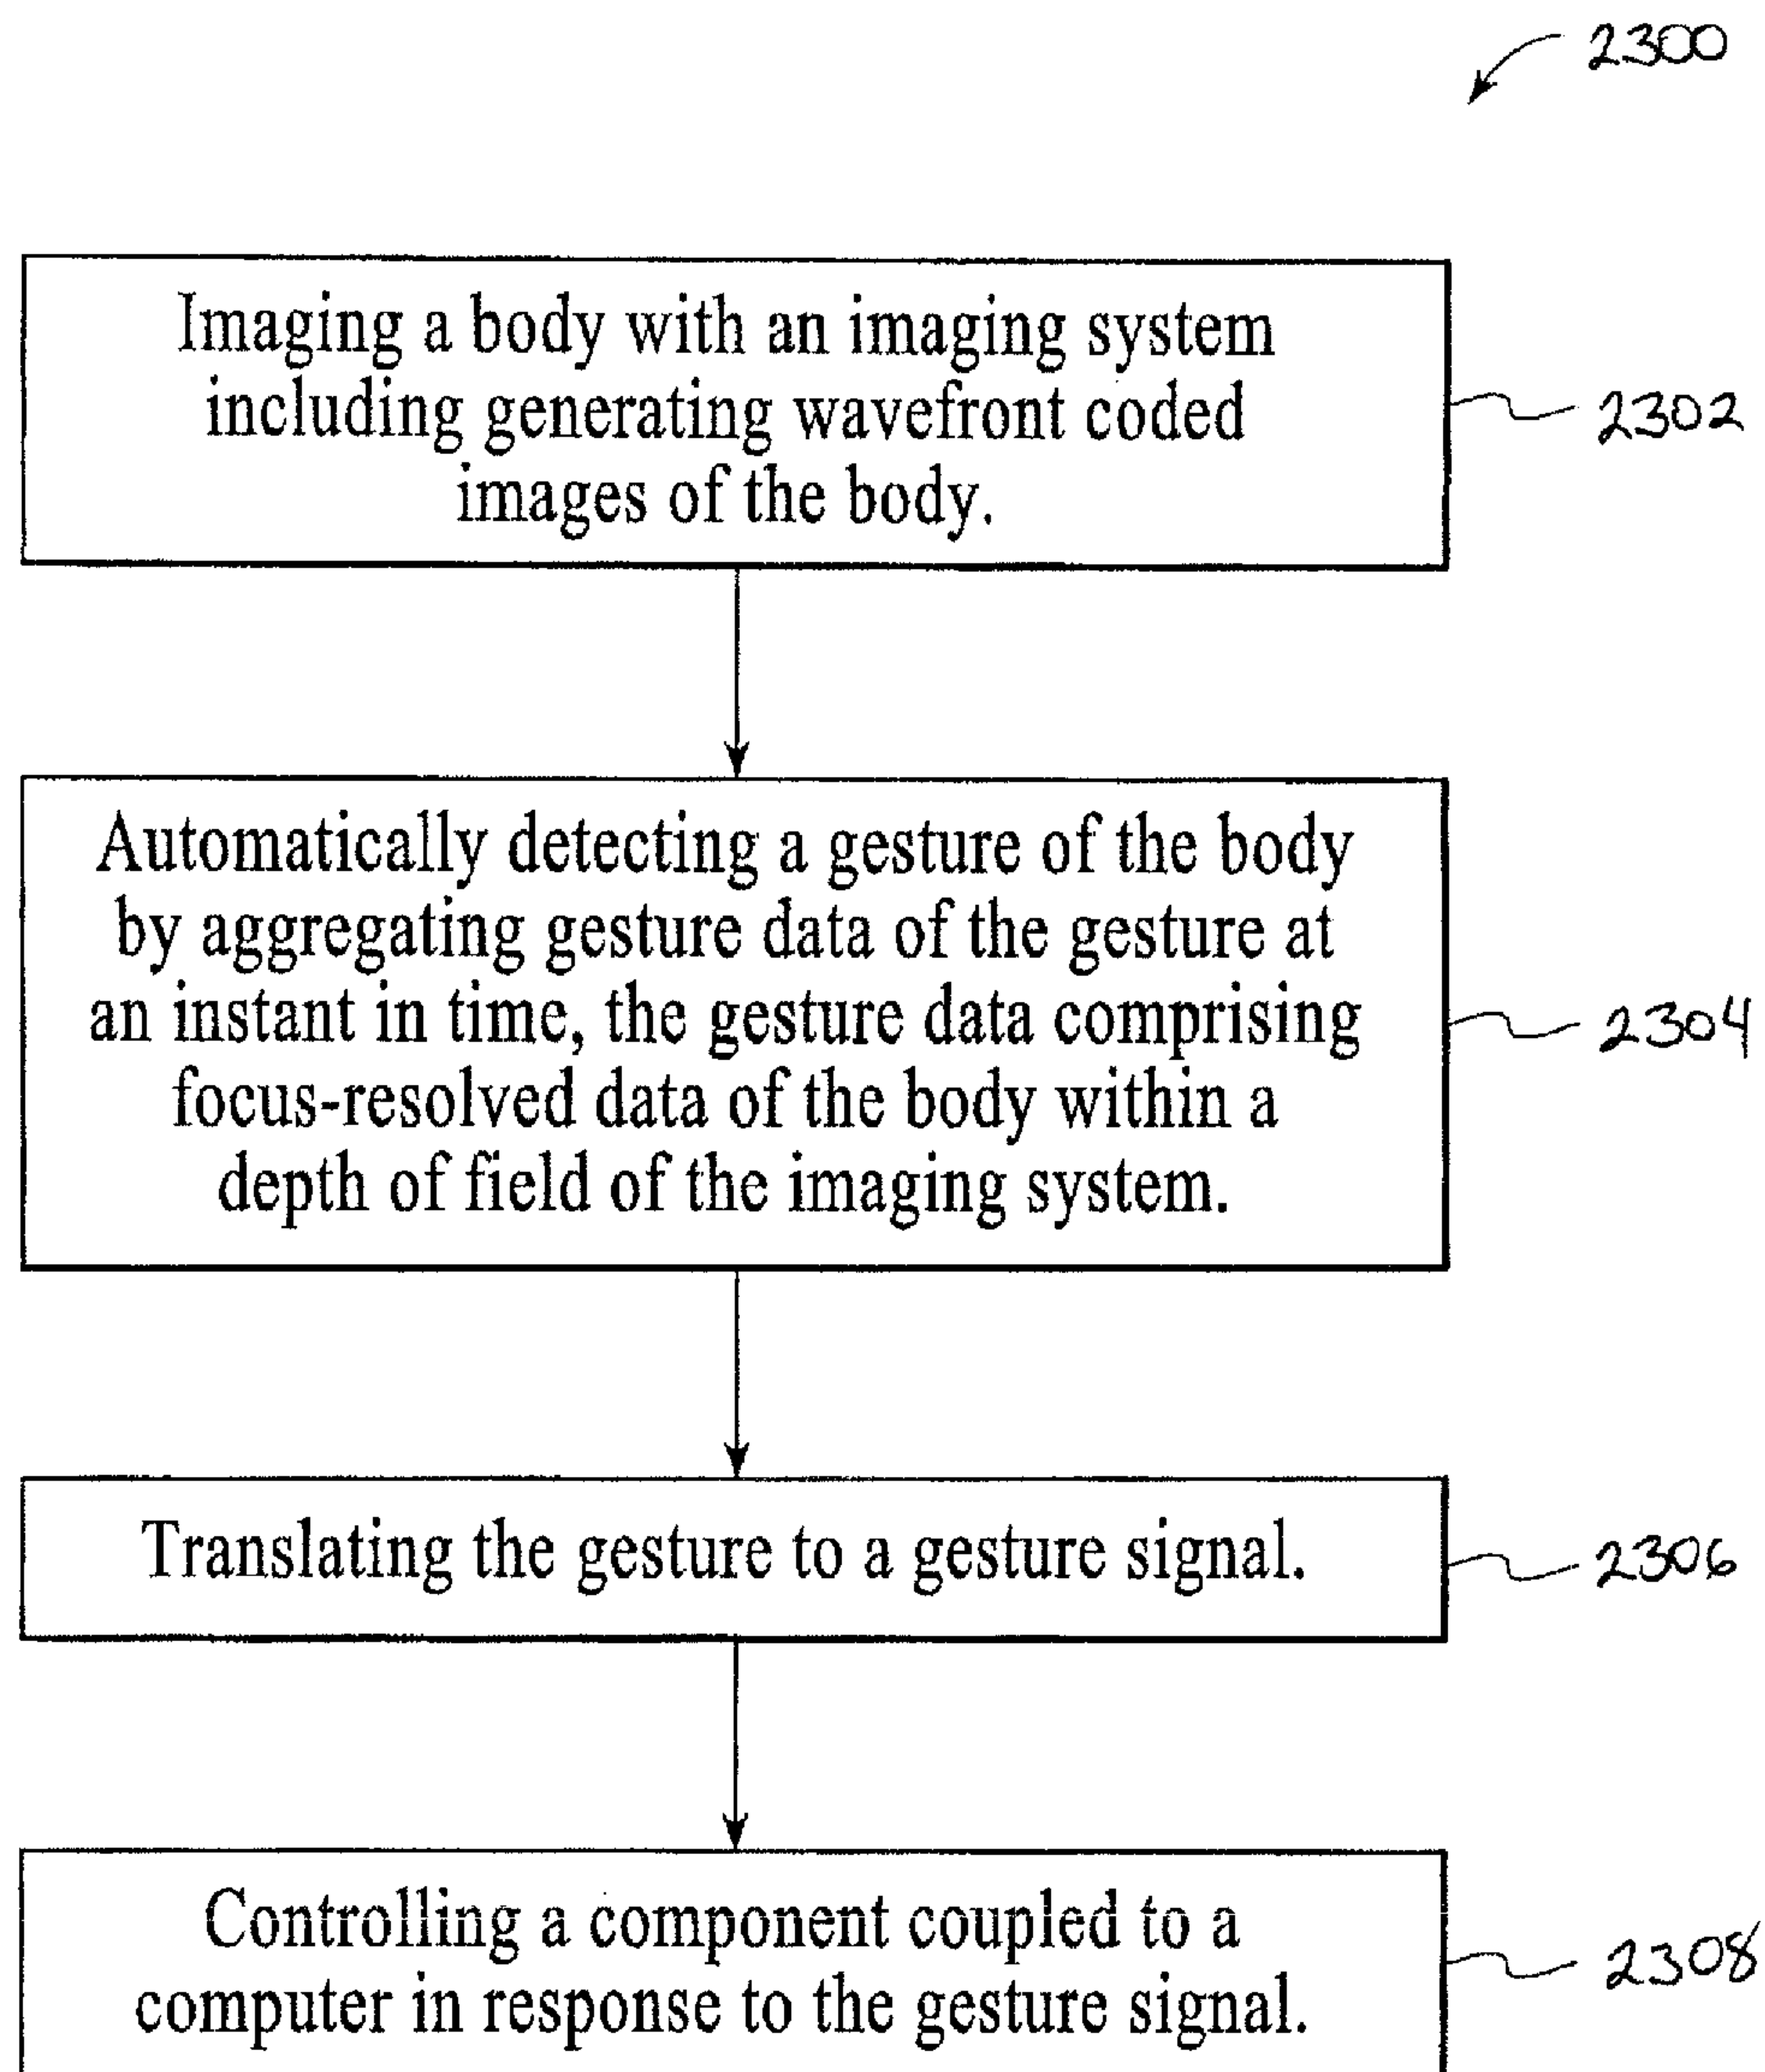 2300
Imaging a body with an imaging system
including generating wavefront coded
images of the body.
2302
Automatically detecting a gesture of the body
by aggregating gesture data of the gesture at
an instant in time, the gesture data comprising
focus-resolved data of the body within a
depth of field of the imaging system.
2304
Translating the gesture to a gesture signal.
2306
Controlling a component coupled to a
computer in response to the gesture signal.
2308